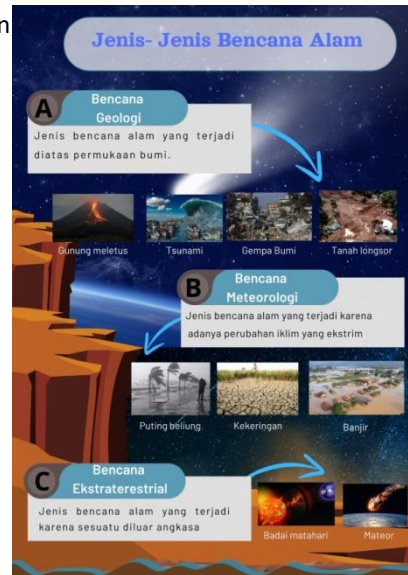 n
Jenis- Jenis Bencana Alam
A
Bencana
Geologi
Jenis bencana alam yang terjadi
diatas permukaan bumi.
Gunung meletus
Tsunami
Gempa Bumi
Tanah longsor
B
Bencana
Meteorologi
Jenis bencana alam yang terjadi karena
adanya perubahan iklim yang ekstrim
Puting beliung
Kekeringan
Banjir
C
Bencana
Ekstraterestrial
Jenis bencana alam yang terjadi
karena sesuatu diluar angkasa
Badai matahari
Mateor